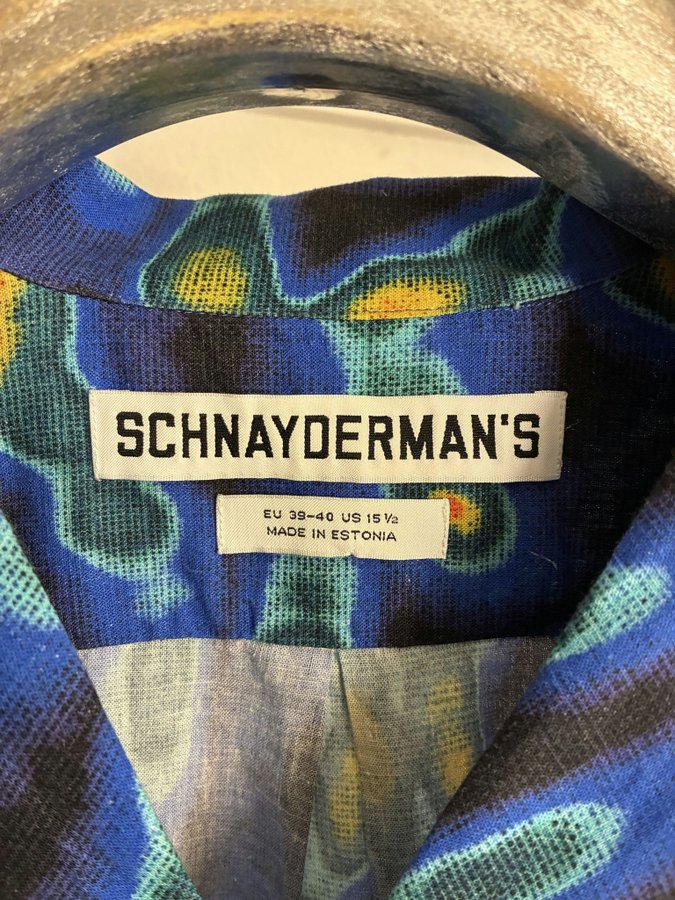 SCHNAYDERMAN'S
EU 39-40 US 15 ½
MADE IN ESTONIA